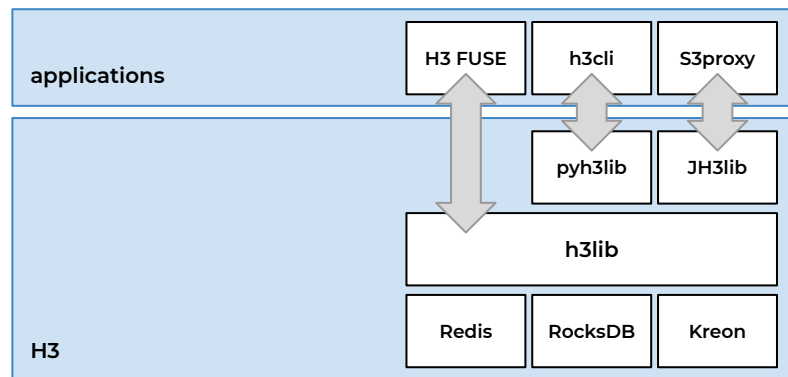 applications
H3 FUSE
h3cli
S3proxy
pyh3lib
JH3lib
h3lib
Redis
RocksDB
Kreon
H3